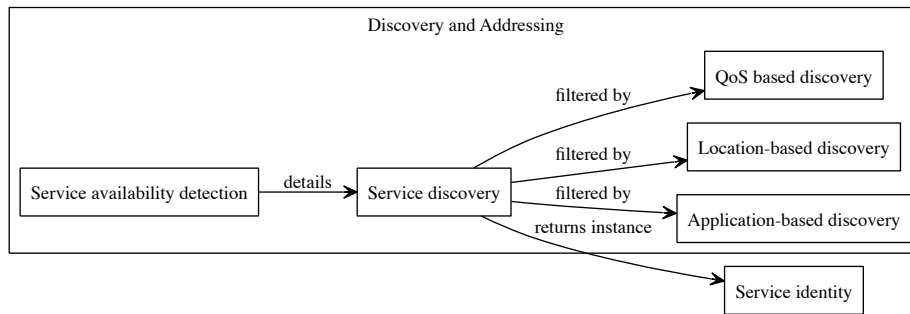 Discovery and Addressing
QoS based discovery
filtered by
Location-based discovery
filtered by
Service availability detection
details
Service discovery
filtered by
Application-based discovery
returns instance
Service identity